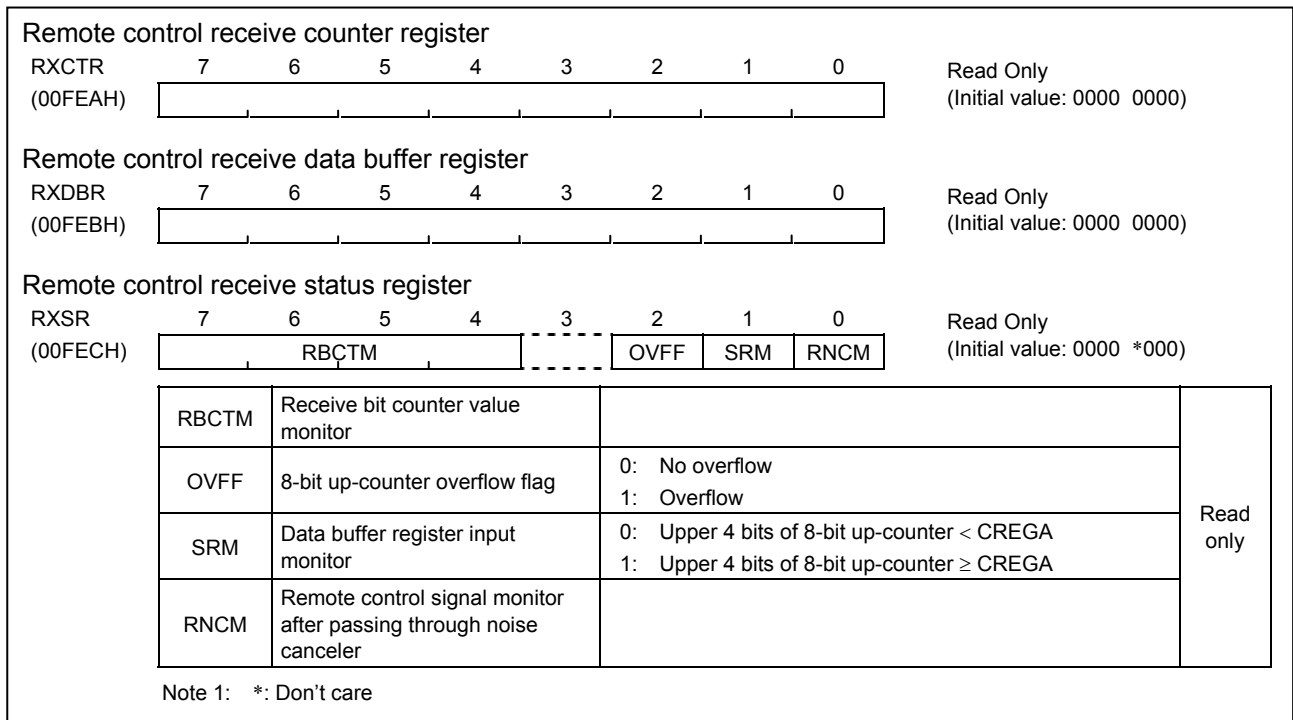 Remote control receive counter register
RXCTR 7 6 5 4 3 2 1 0 Read Only
(00FEAH) (Initial value: 0000 0000)
Remote control receive data buffer register
RXDBR 7 6 5 4 3 2 1 0 Read Only
(00FEBH) (Initial value: 0000 0000)
Remote control receive status register
RXSR 7 6 5 4 3 2 1 0 Read Only
(00FECH) RBCTM OVFF SRM RNCM (Initial value: 0000 *000)
RBCTM Receive bit counter value
monitor
OVFF 8-bit up-counter overflow flag 0: No overflow
1: Overflow
SRM Data buffer register input
monitor
0: Upper 4 bits of 8-bit up-counter < CREGA
1: Upper 4 bits of 8-bit up-counter ≥ CREGA
RNCM Remote control signal monitor
after passing through noise
canceler
Read
only
Note 1: *: Don't care